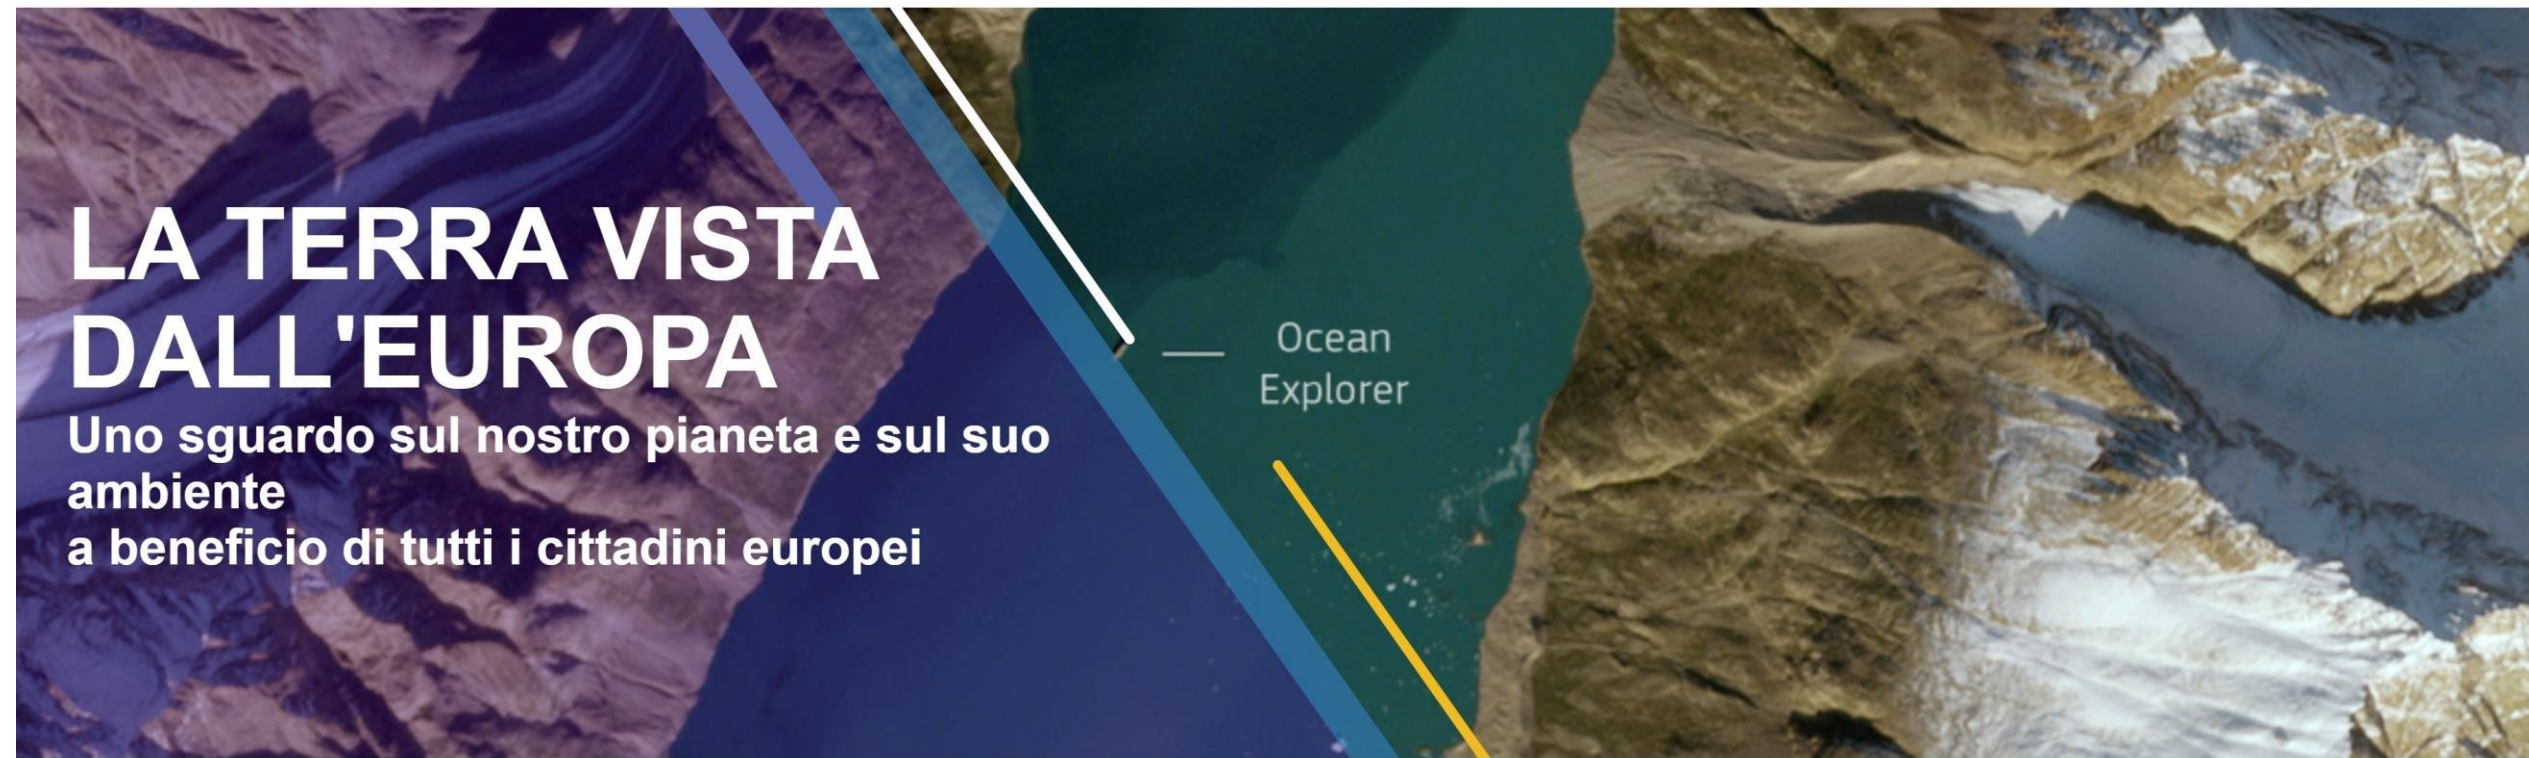 LA TERRA VISTA
DALL'EUROPA
Uno sguardo sul nostro pianeta e sul suo
ambiente
a beneficio di tutti i cittadini europei
Ocean
Explorer